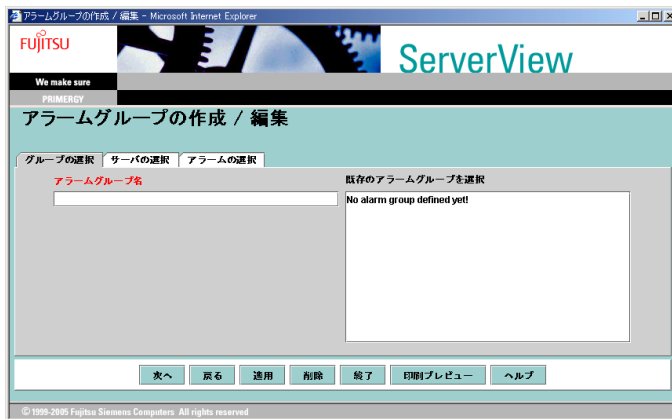 アラームグループの作成 / 編集 - Microsoft Internet Explorer
FUJITSU
ServerView
We make sure
PRIMERGY
アラームグループの作成 / 編集
グループの選択 サーバの選択 アラームの選択
アラームグループ名 既存のアラームグループを選択
No alarm group defined yet!
次へ 戻る 適用 削除 終了 印刷プレビュー ヘルプ
© 1999-2005 Fujitsu Siemens Computers All rights reserved